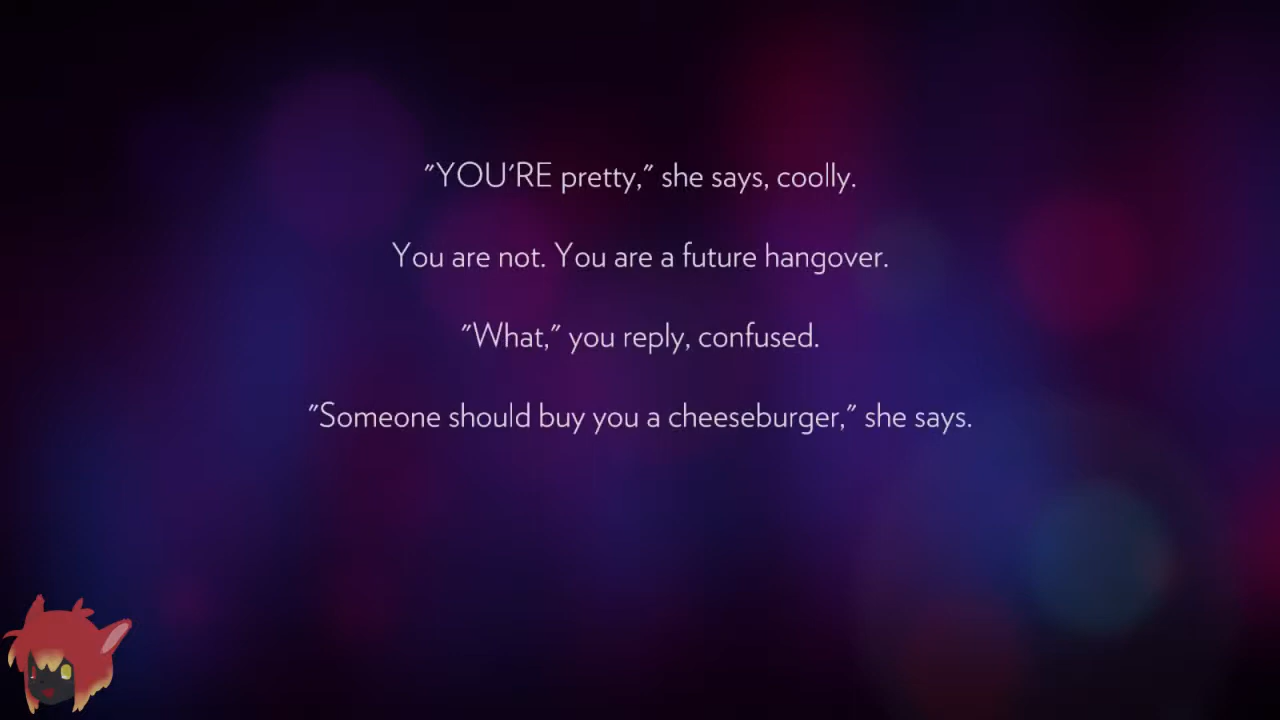 "YOU'RE pretty," she says, coolly.
You are not. You are a future hangover.
"What," you reply, confused.
"Someone should buy you a cheeseburger," she says.